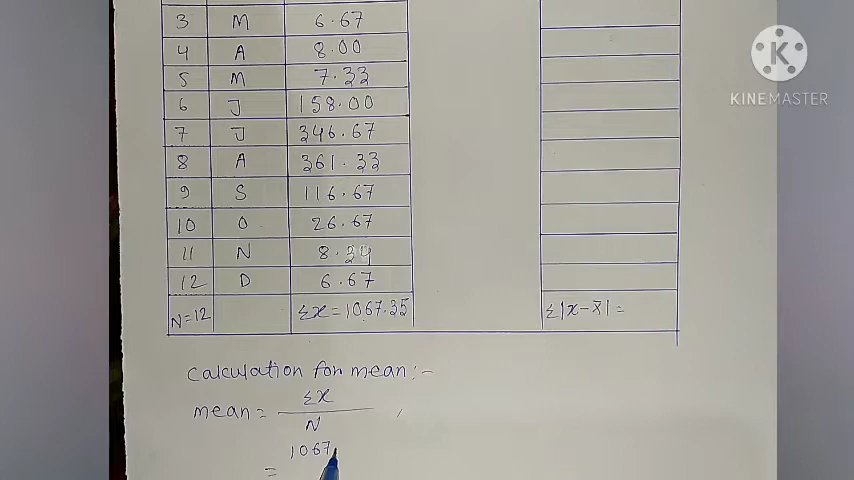 3 M 6.67
4 A 8.00
5 M 7.33
6 J 158.00
7 J 346.67
8 A 361.33
9 S 116.67
10 O 26.67
11 N 8.34
12 D 6.67
N=12 Σx=1067.35 Σ|x-x̄|=
Calculation for mean:-
mean = Σx
N
= 1067
KINEMASTER